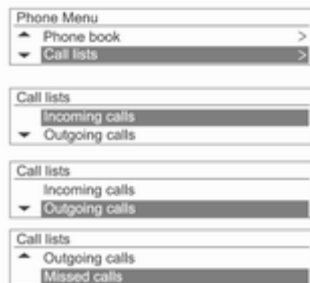 Phone Menu
Phone book >
Call lists >
Call lists
Incoming calls
Outgoing calls
Call lists
Incoming calls
Outgoing calls
Call lists
Outgoing calls
Missed calls